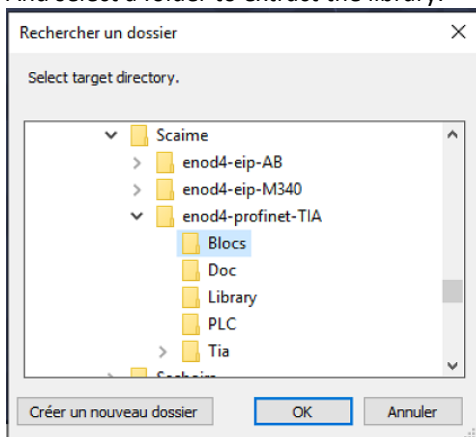 And select a folder to extract the library.
Rechercher un dossier
Select target directory.
Scaime
enod4-eip-AB
enod4-eip-M340
enod4-profinet-TIA
Blocs
Doc
Library
PLC
Tia
Créer un nouveau dossier OK Annuler